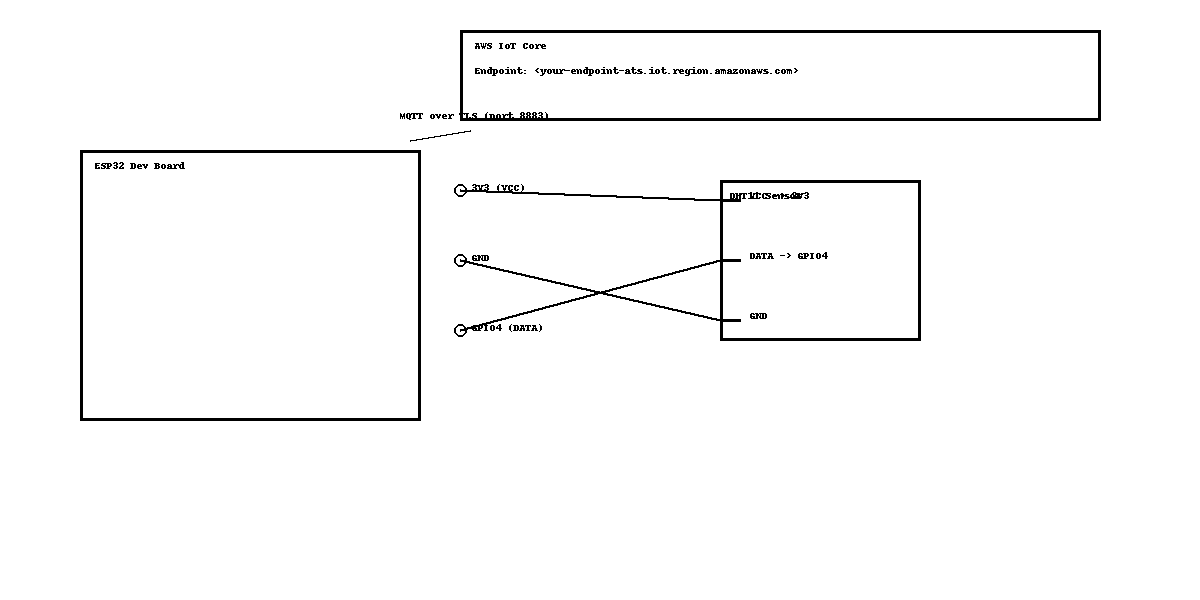 AWS IoT Core
Endpoint: <your-endpoint-ats.iot.region.amazonaws.com>
MQTT over TLS (port 8883)
ESP32 Dev Board
3V3 (VCC)
GND
GPIO4 (DATA)
DATA -> GPIO4
GND